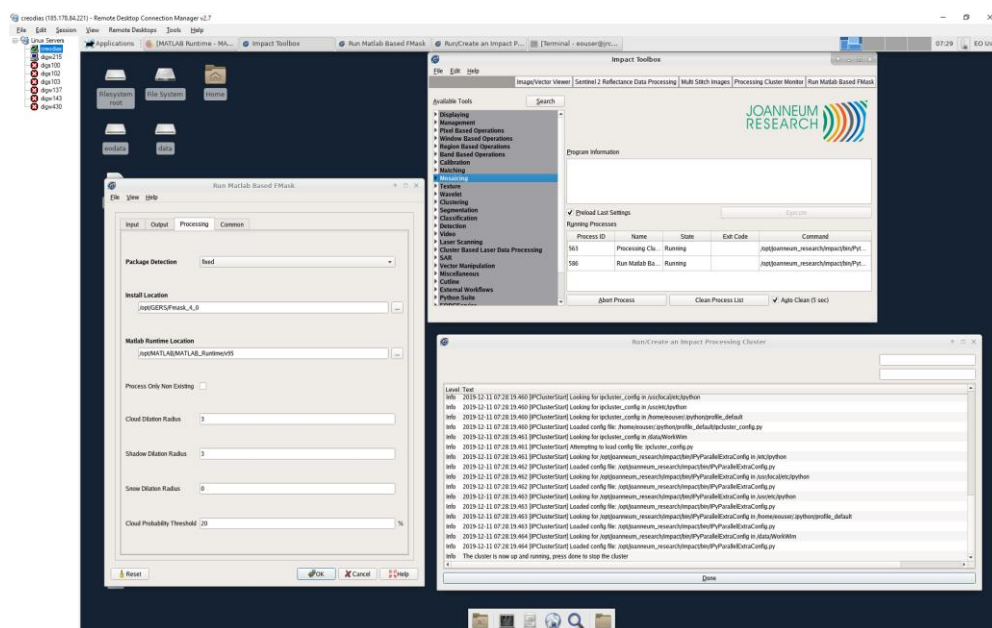 creodias (185.178.84.221) - Remote Desktop Connection Manager v2.7
File Edit Session View Remote Desktops Tools Help
Linux Servers
creodias
digw215
digw100
digw102
digw103
digw137
digw143
digw430
Applications
[MATLAB Runtime - MA...
Impact Toolbox
Run Matlab Based FMask
Run/Create an Impact P...
[Terminal - eouser@jrc...
07:29
EO Us
Filesystem root
File System
Home
eodata
data
Run Matlab Based FMask
File View Help
Input Output Processing Common
Package Detection fixed
Install Location
/opt/GERS/Fmask_4_0
...
Matlab Runtime Location
/opt/MATLAB/MATLAB_Runtime/v95
...
Process Only Non Existing
Cloud Dilation Radius 3
Shadow Dilation Radius 3
Snow Dilation Radius 0
Cloud Probability Threshold 20 %
Reset OK Cancel Help
Impact Toolbox
File Edit Help
Image/Vector Viewer Sentinel 2 Reflectance Data Processing Multi Stitch Images Processing Cluster Monitor Run Matlab Based FMask
Available Tools Search
Displaying
Management
Pixel Based Operations
Window Based Operations
Region Based Operations
Band Based Operations
Calibration
Matching
Mosaicing
Texture
Wavelet
Clustering
Segmentation
Classification
Detection
Video
Laser Scanning
Cluster Based Laser Data Processing
SAR
Vector Manipulation
Miscellaneous
Cutline
External Workflows
Python Suite
JOANNEUM
RESEARCH
Program Information
Preload Last Settings Execute
Running Processes
Process ID Name State Exit Code Command
563 Processing Clu... Running /opt/joanneum_research/impact/bin/Pyt...
586 Run Matlab Ba... Running /opt/joanneum_research/impact/bin/Pyt...
Abort Process Clean Process List Auto Clean (5 sec)
Run/Create an Impact Processing Cluster
Level Text
Info 2019-12-11 07:28:19.460 [IPClusterStart] Looking for ipcluster_config in /usr/local/etc/ipython
Info 2019-12-11 07:28:19.460 [IPClusterStart] Looking for ipcluster_config in /usr/etc/ipython
Info 2019-12-11 07:28:19.460 [IPClusterStart] Looking for ipcluster_config in /home/eouser/.ipython/profile_default
Info 2019-12-11 07:28:19.460 [IPClusterStart] Loaded config file: /home/eouser/.ipython/profile_default/ipcluster_config.py
Info 2019-12-11 07:28:19.461 [IPClusterStart] Looking for ipcluster_config in /data/WorkWim
Info 2019-12-11 07:28:19.461 [IPClusterStart] Attempting to load config file: ipcluster_config.py
Info 2019-12-11 07:28:19.461 [IPClusterStart] Looking for /opt/joanneum_research/impact/bin/IPyParallelExtraConfig in /etc/ipython
Info 2019-12-11 07:28:19.462 [IPClusterStart] Loaded config file: /opt/joanneum_research/impact/bin/IPyParallelExtraConfig.py
Info 2019-12-11 07:28:19.462 [IPClusterStart] Looking for /opt/joanneum_research/impact/bin/IPyParallelExtraConfig in /usr/local/etc/ipython
Info 2019-12-11 07:28:19.462 [IPClusterStart] Loaded config file: /opt/joanneum_research/impact/bin/IPyParallelExtraConfig.py
Info 2019-12-11 07:28:19.463 [IPClusterStart] Looking for /opt/joanneum_research/impact/bin/IPyParallelExtraConfig in /usr/etc/ipython
Info 2019-12-11 07:28:19.463 [IPClusterStart] Loaded config file: /opt/joanneum_research/impact/bin/IPyParallelExtraConfig.py
Info 2019-12-11 07:28:19.463 [IPClusterStart] Looking for /opt/joanneum_research/impact/bin/IPyParallelExtraConfig in /home/eouser/.ipython/profile_default
Info 2019-12-11 07:28:19.463 [IPClusterStart] Loaded config file: /opt/joanneum_research/impact/bin/IPyParallelExtraConfig.py
Info 2019-12-11 07:28:19.464 [IPClusterStart] Looking for /opt/joanneum_research/impact/bin/IPyParallelExtraConfig in /data/WorkWim
Info 2019-12-11 07:28:19.464 [IPClusterStart] Loaded config file: /opt/joanneum_research/impact/bin/IPyParallelExtraConfig.py
Info The cluster is now up and running, press done to stop the cluster
Done